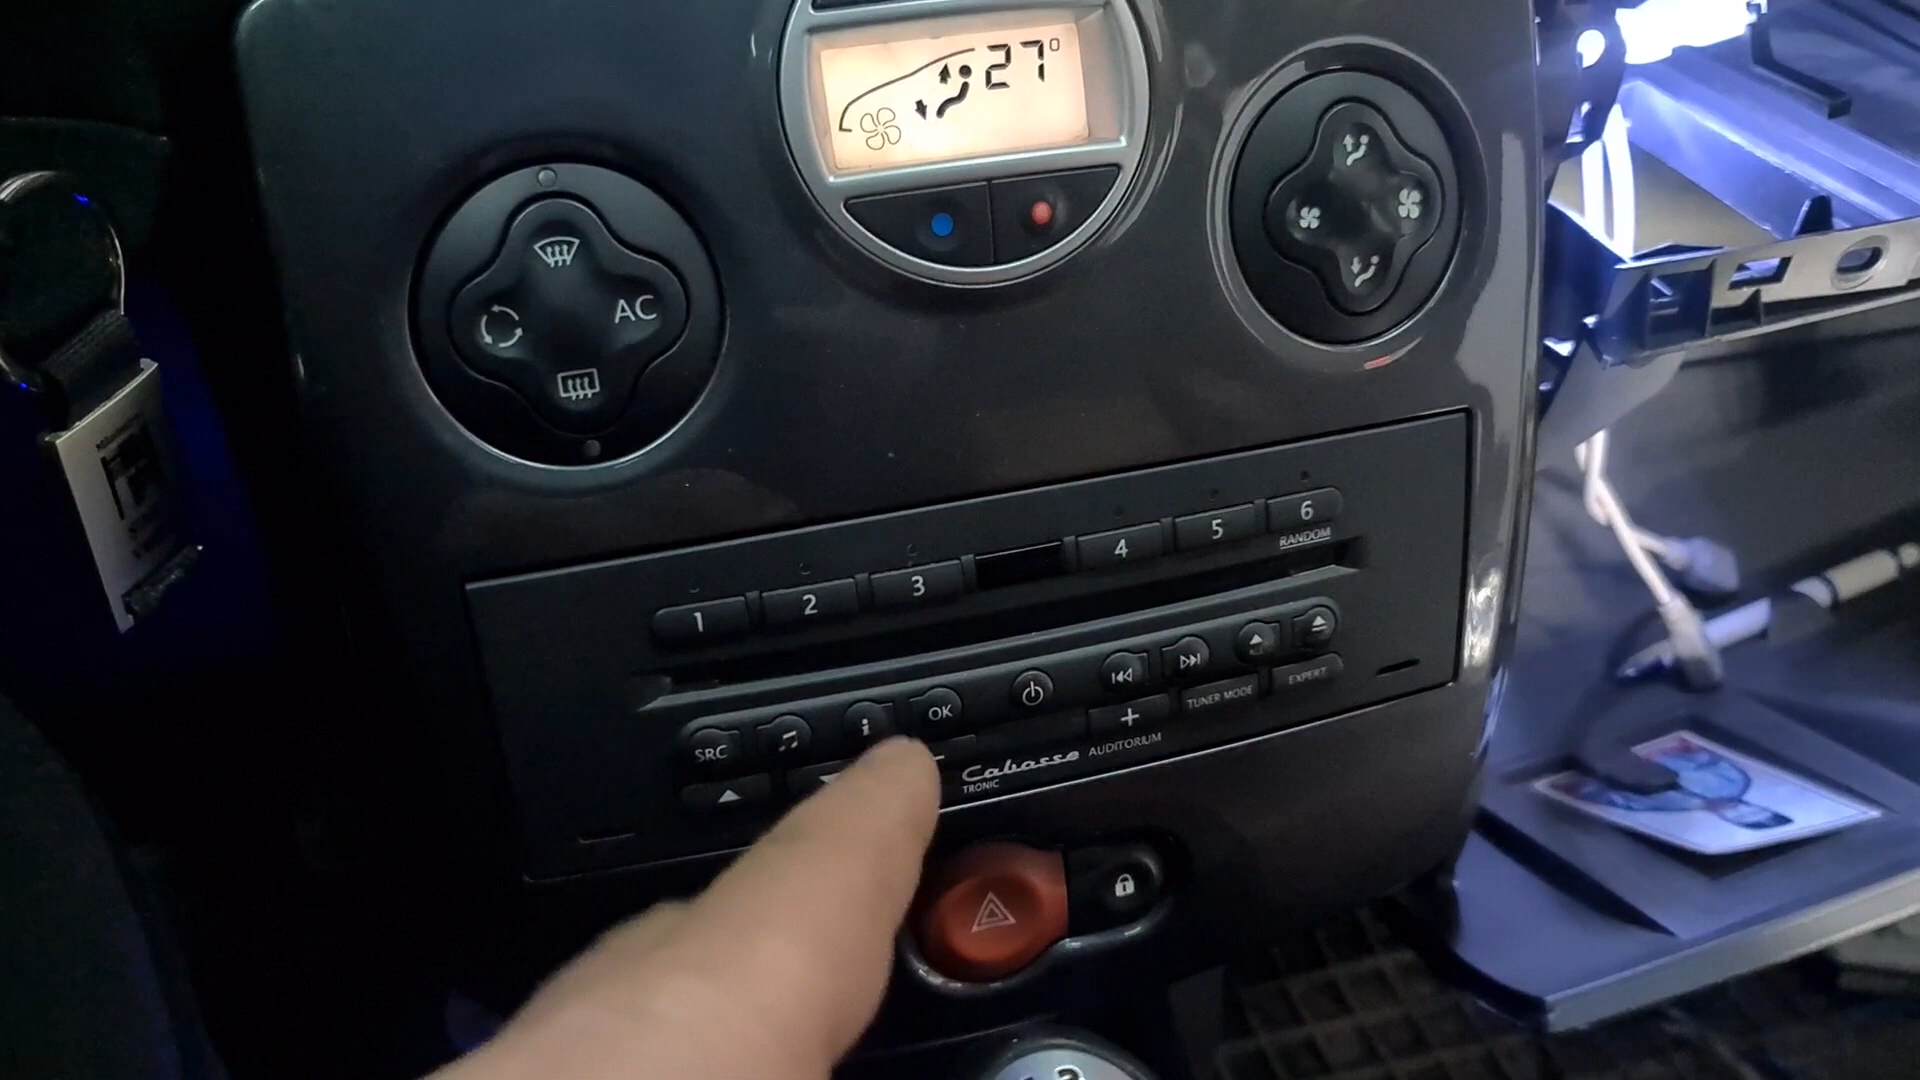 27°
AC
1
2
3
4
5
6
RANDOM
SRC
i
OK
TUNER MODE
EXPERT
+
AUDITORIUM
Cabasse
TRONIC